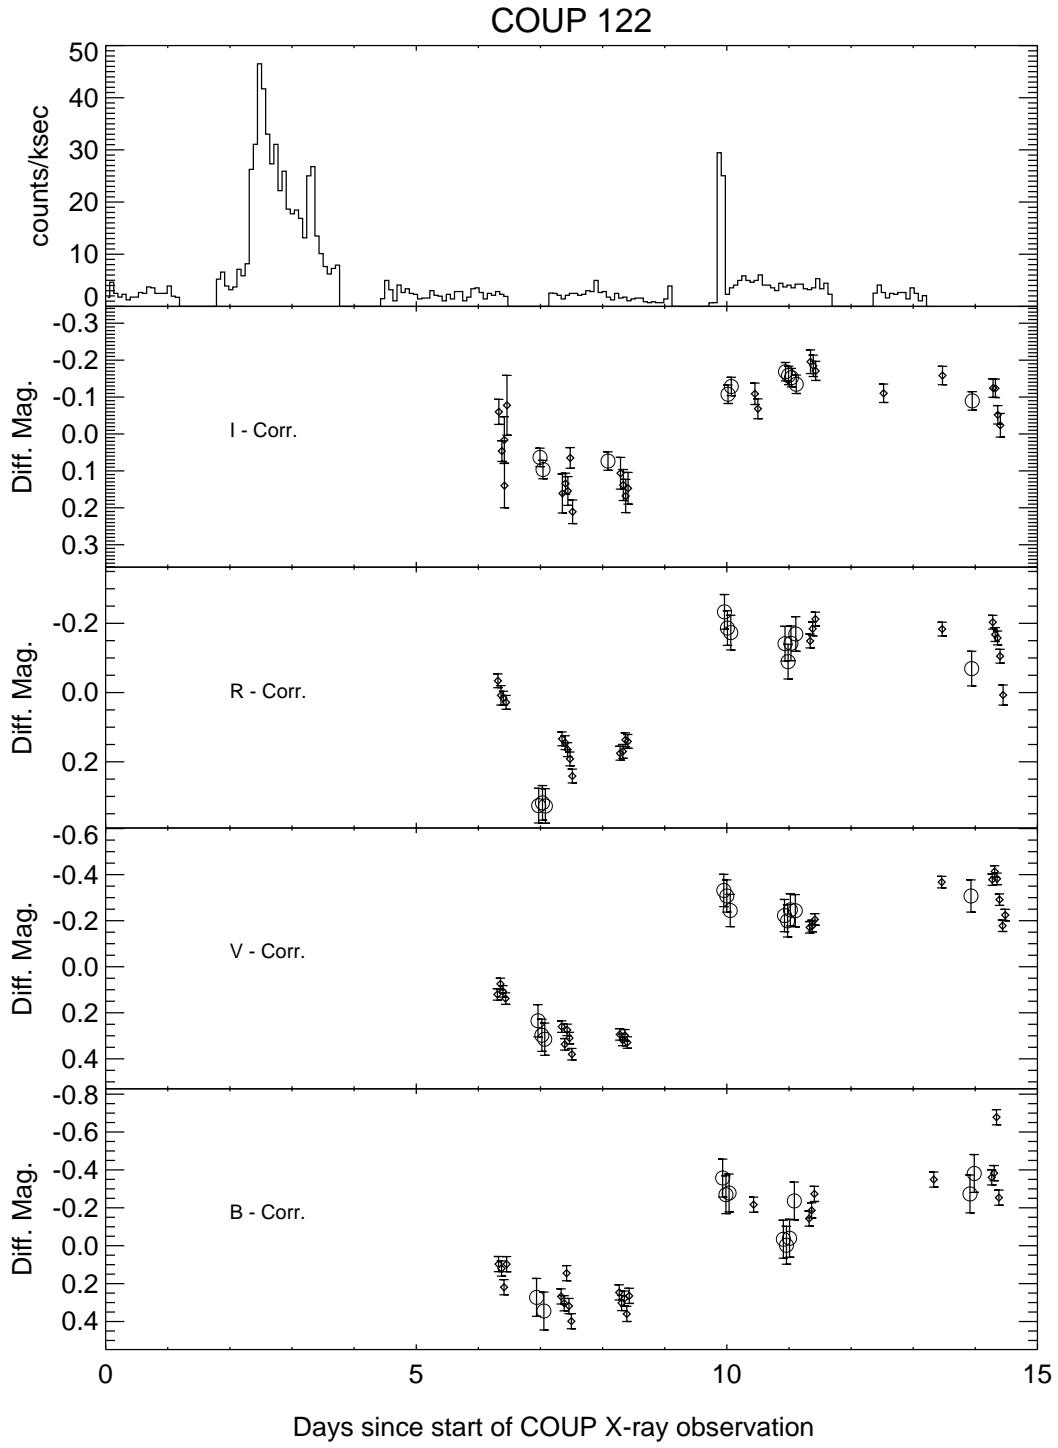 COUP 122
counts/ksec
50
40
30
20
10
0
Diff. Mag.
-0.3
-0.2
-0.1
0.0
0.1
0.2
0.3
I - Corr.
Diff. Mag.
-0.2
0.0
0.2
R - Corr.
Diff. Mag.
-0.6
-0.4
-0.2
0.0
0.2
0.4
V - Corr.
Diff. Mag.
-0.8
-0.6
-0.4
-0.2
0.0
0.2
0.4
B - Corr.
0 5 10 15
Days since start of COUP X-ray observation